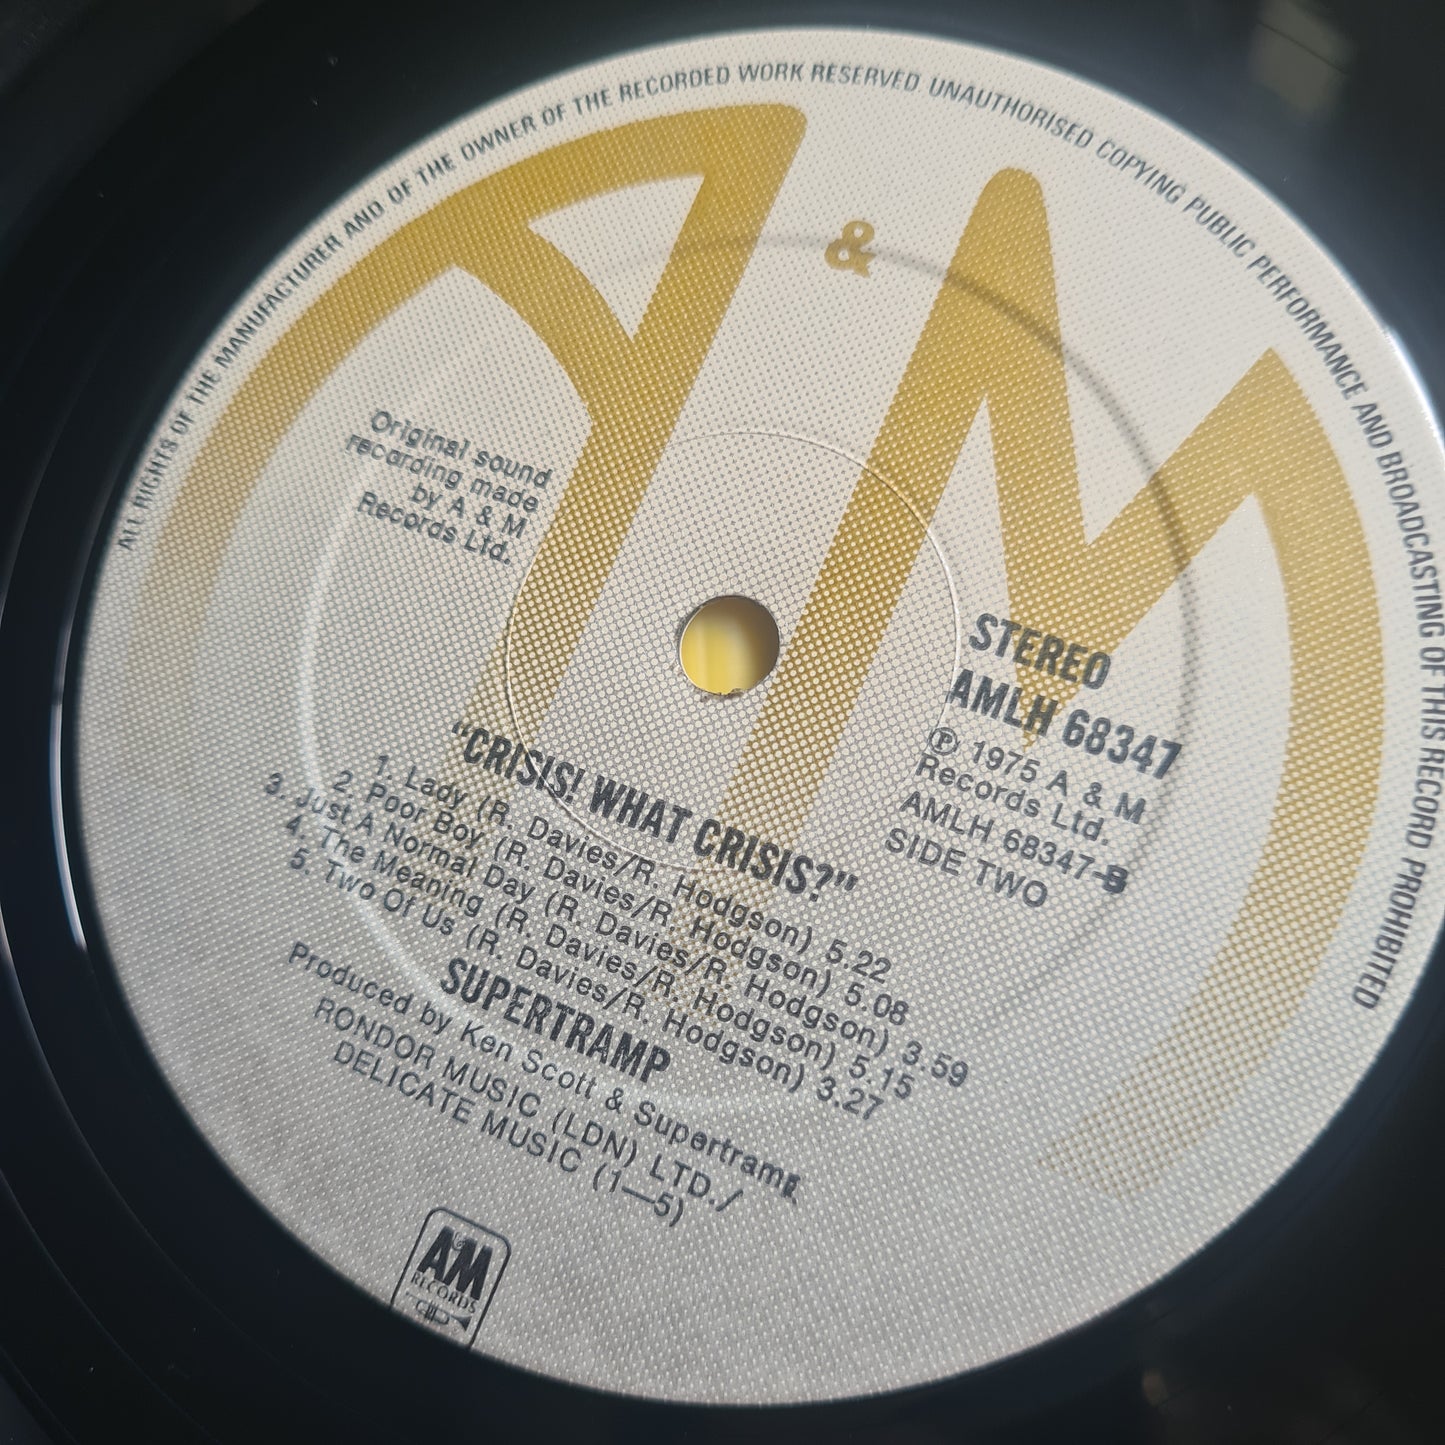 ALL RIGHTS OF THE MANUFACTURER AND OF THE OWNER OF THE RECORDED WORK RESERVED UNAUTHORISED COPYING PUBLIC PERFORMANCE AND BROADCASTING OF THIS RECORD PROHIBITED
&
Original sound
recording made
by A & M
Records Ltd.
STEREO
AMLH 68347
℗ 1975 A & M
Records Ltd.
AMLH 68347-B
SIDE TWO
"CRISIS! WHAT CRISIS?"
1. Lady (R. Davies/R. Hodgson) 5.22
2. Poor Boy (R. Davies/R. Hodgson) 5.08
3. Just A Normal Day (R. Davies/R. Hodgson) 3.59
4. The Meaning (R. Davies/R. Hodgson) 5.15
5. Two Of Us (R. Davies/R. Hodgson) 3.27
SUPERTRAMP
Produced by Ken Scott & Supertramp
RONDOR MUSIC (LDN) LTD./
DELICATE MUSIC (1—5)
A&M
RECORDS